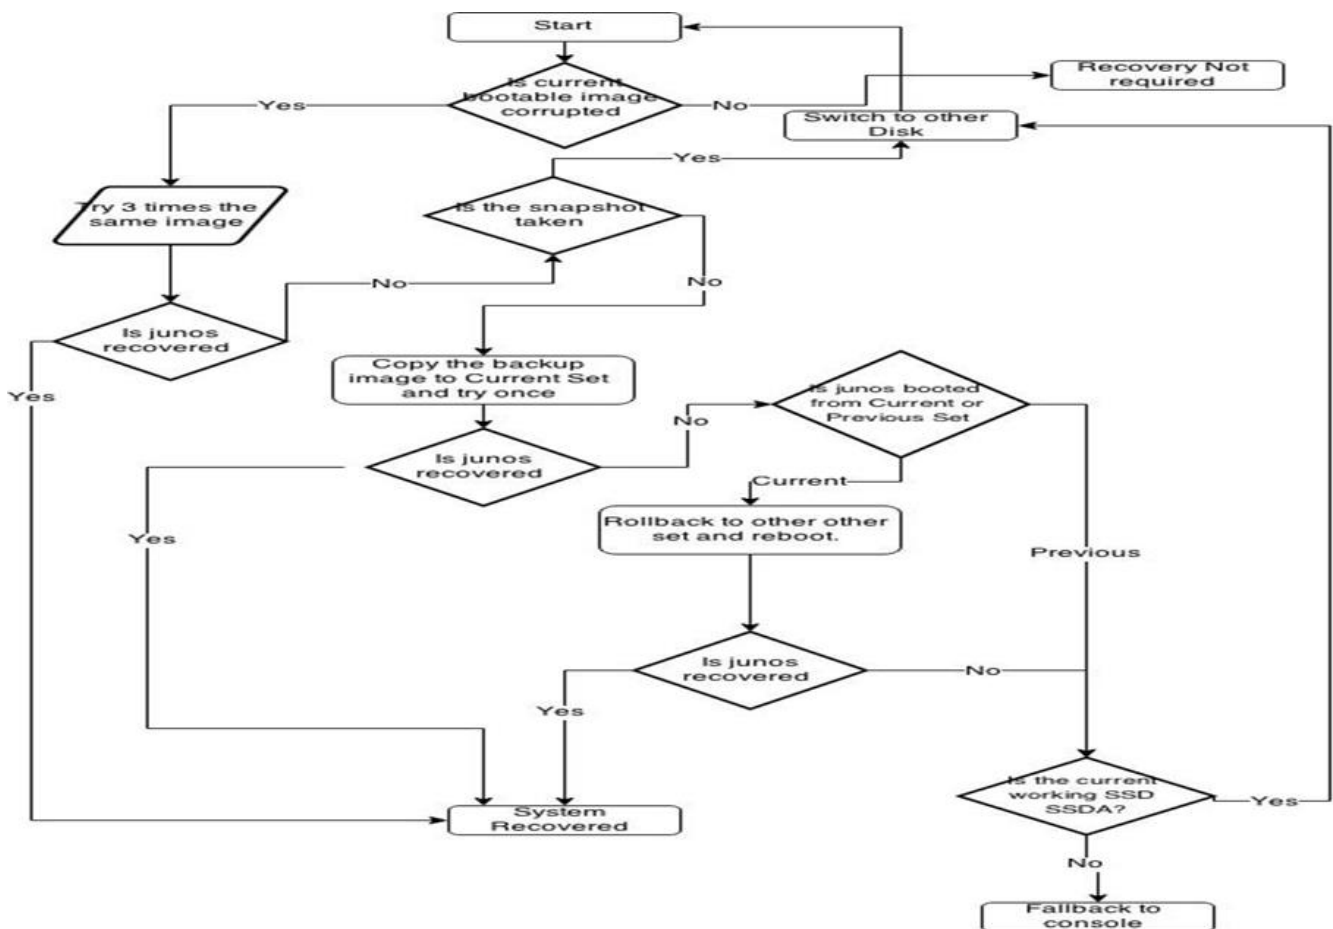 Start
Is current
bootable image
corrupted
Yes
No
Recovery Not
required
Switch to other
Disk
Yes
Try 3 times the
same image
Is the snapshot
taken
No
No
Is junos
recovered
Yes
Copy the backup
image to Current Set
and try once
Is junos booted
from Current or
Previous Set
No
Is junos
recovered
Current
Yes
Rollback to other other
set and reboot.
Previous
Is junos
recovered
No
Yes
Is the current
working SSD
SSDA?
Yes
System
Recovered
No
Fallback to
console